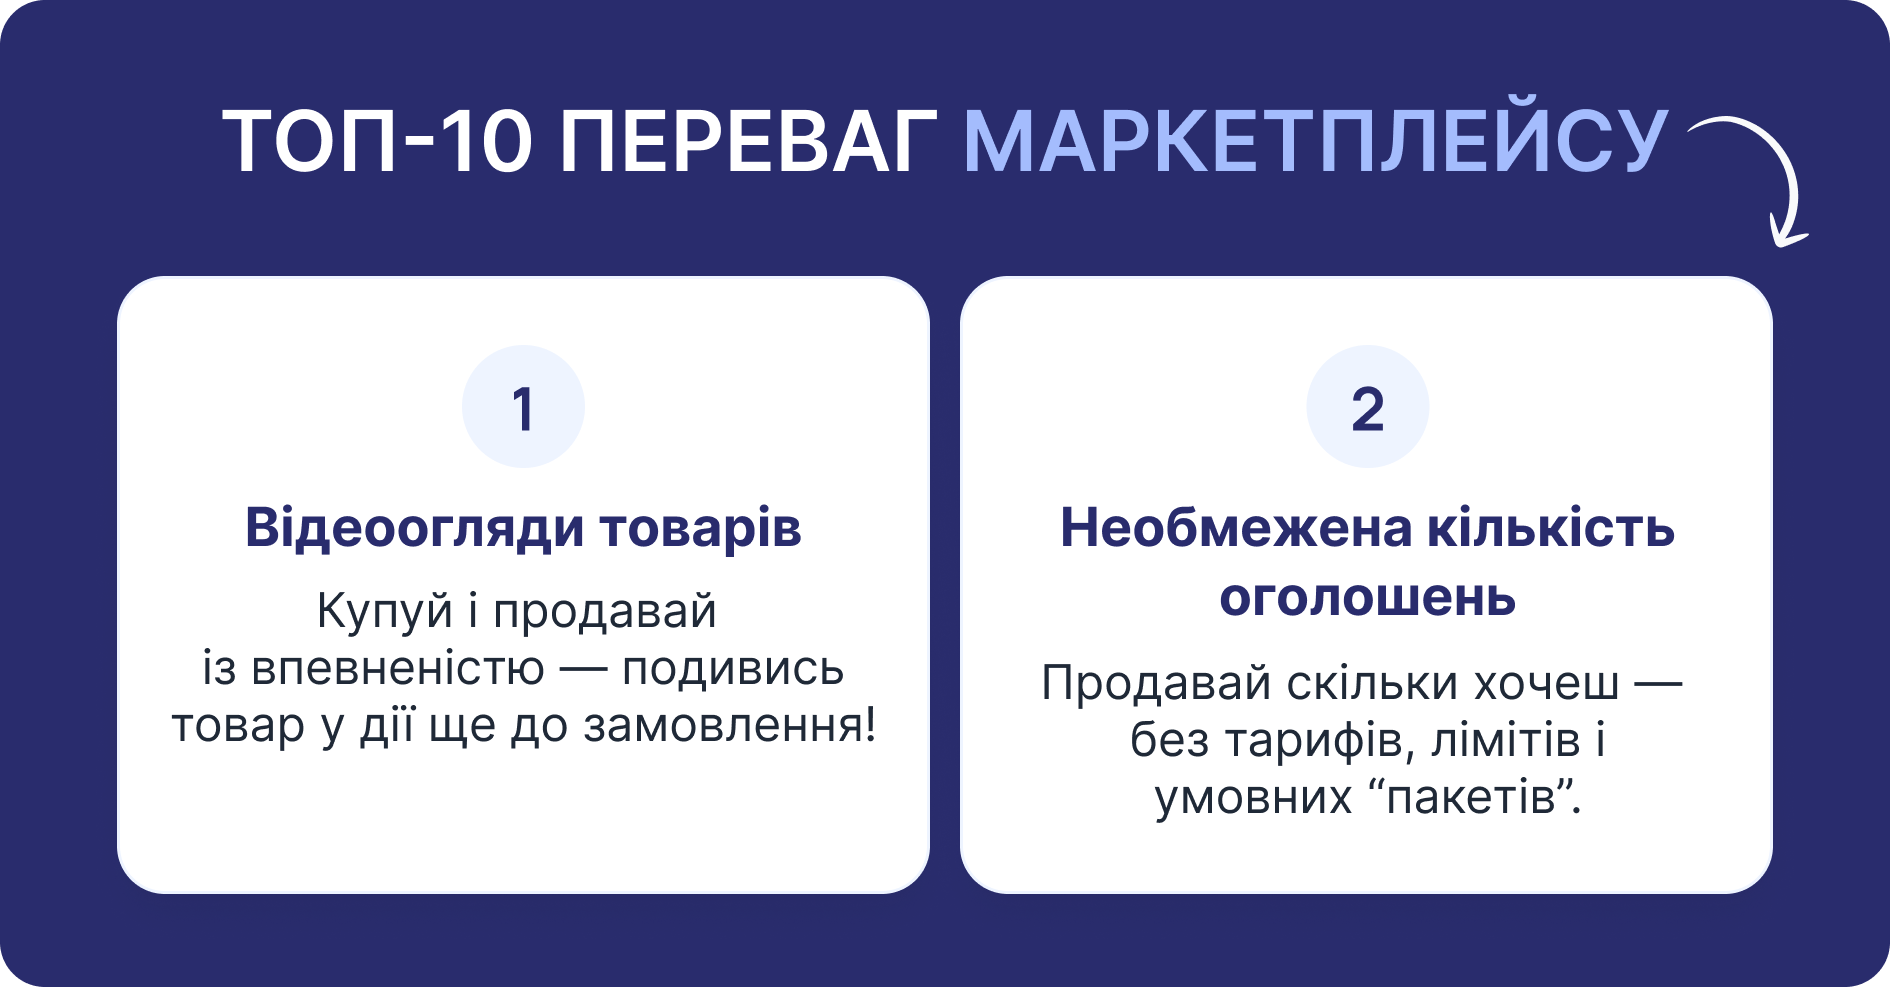 ТОП-10 ПЕРЕВАГ МАРКЕТПЛЕЙСУ
1
Відеоогляди товарів
Купуй і продавай
із впевненістю — подивись
товар у дії ще до замовлення!
2
Необмежена кількість
оголошень
Продавай скільки хочеш —
без тарифів, лімітів і
умовних “пакетів”.